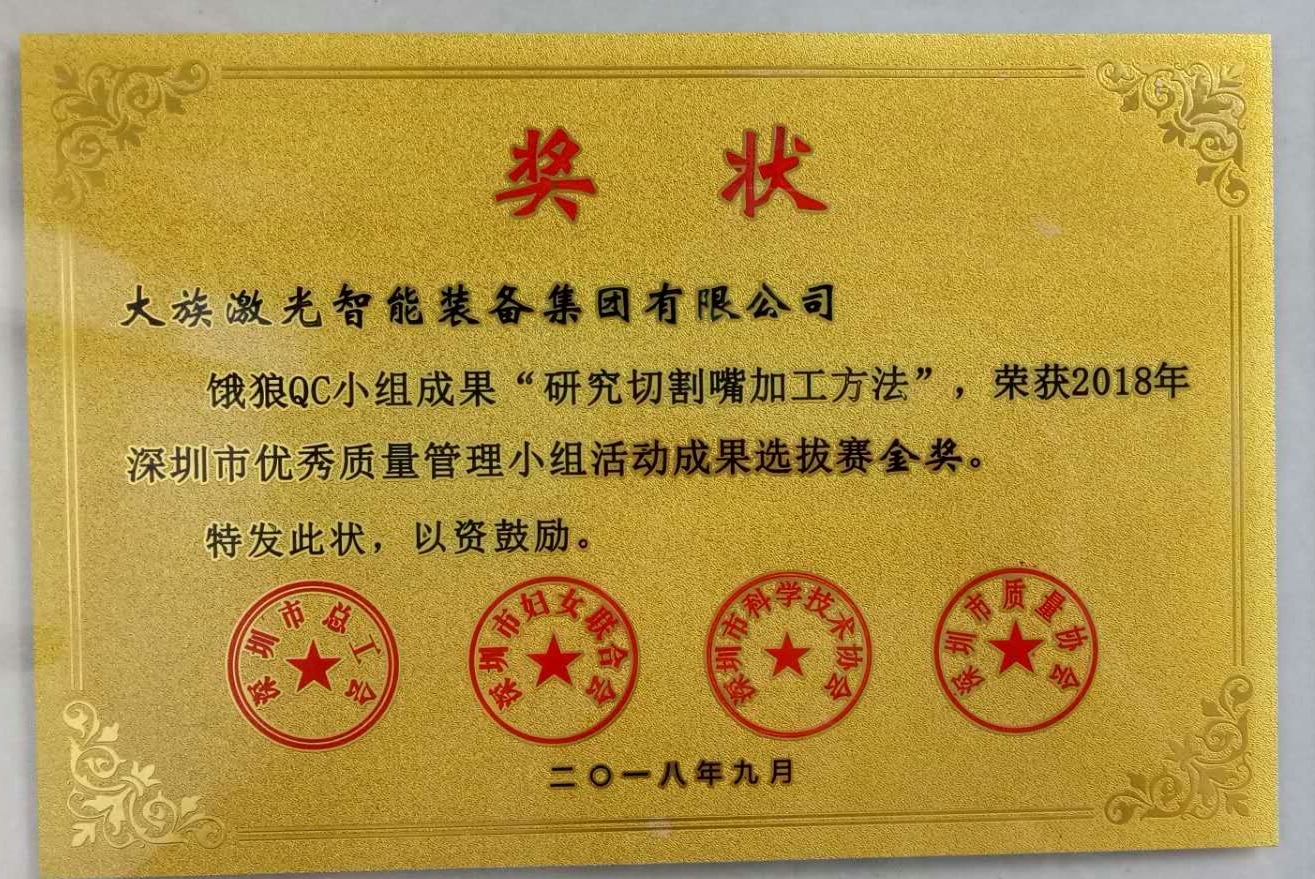 奖 状
大族激光智能装备集团有限公司
饿狼QC小组成果“研究切割嘴加工方法”，荣获2018年
深圳市优秀质量管理小组活动成果选拔赛金奖。
特发此状，以资鼓励。
深圳市总工会
深圳市妇女联合会
深圳市科学技术协会
深圳市质量协会
二〇一八年九月